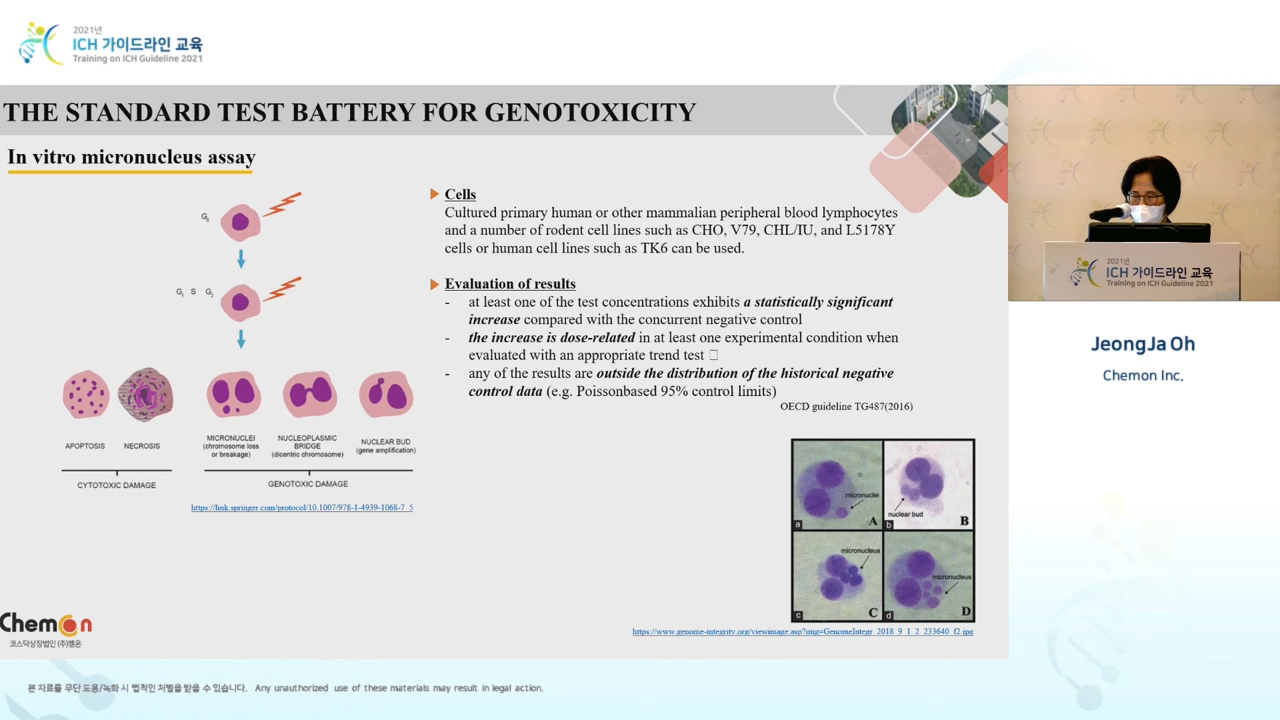 2021년
ICH 가이드라인 교육
Training on ICH Guideline 2021
THE STANDARD TEST BATTERY FOR GENOTOXICITY
In vitro micronucleus assay
G₀
G₁ S G₂
APOPTOSIS
NECROSIS
MICRONUCLEI
(chromosome loss
or breakage)
NUCLEOPLASMIC
BRIDGE
(dicentric chromosome)
NUCLEAR BUD
(gene amplification)
CYTOTOXIC DAMAGE
GENOTOXIC DAMAGE
https://link.springer.com/protocol/10.1007/978-1-4939-1068-7_5
Cells
Cultured primary human or other mammalian peripheral blood lymphocytes
and a number of rodent cell lines such as CHO, V79, CHL/IU, and L5178Y
cells or human cell lines such as TK6 can be used.
Evaluation of results
- at least one of the test concentrations exhibits a statistically significant
increase compared with the concurrent negative control
- the increase is dose-related in at least one experimental condition when
evaluated with an appropriate trend test
- any of the results are outside the distribution of the historical negative
control data (e.g. Poissonbased 95% control limits)
OECD guideline TG487(2016)
micronuclei
a
A
nuclear bud
b
B
micronucleus
c
C
micronucleus
d
D
https://www.genome-integrity.org/viewimage.asp?img=GenomeIntegr_2018_9_1_2_233640_f2.jpg
Chemon
코스닥상장법인 (주)켐온
2021년
ICH 가이드라인 교육
Training on ICH Guideline 2021
JeongJa Oh
Chemon Inc.
본 자료를 무단 도용/녹화 시 법적인 처벌을 받을 수 있습니다. Any unauthorized use of these materials may result in legal action.